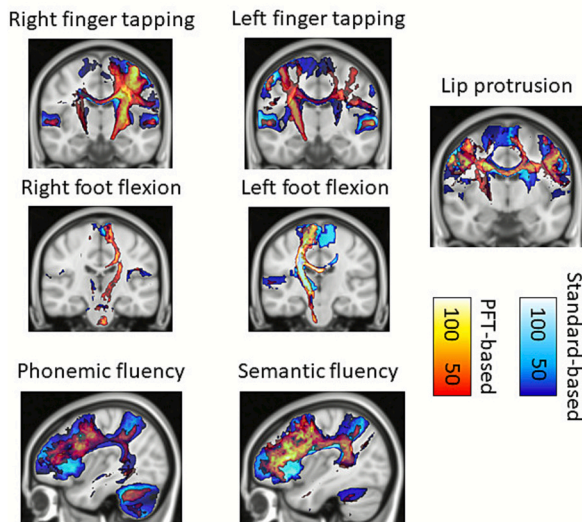 Right finger tapping
Left finger tapping
Lip protrusion
Right foot flexion
Left foot flexion
100 50
PFT-based
100 50
Standard-based
Phonemic fluency
Semantic fluency